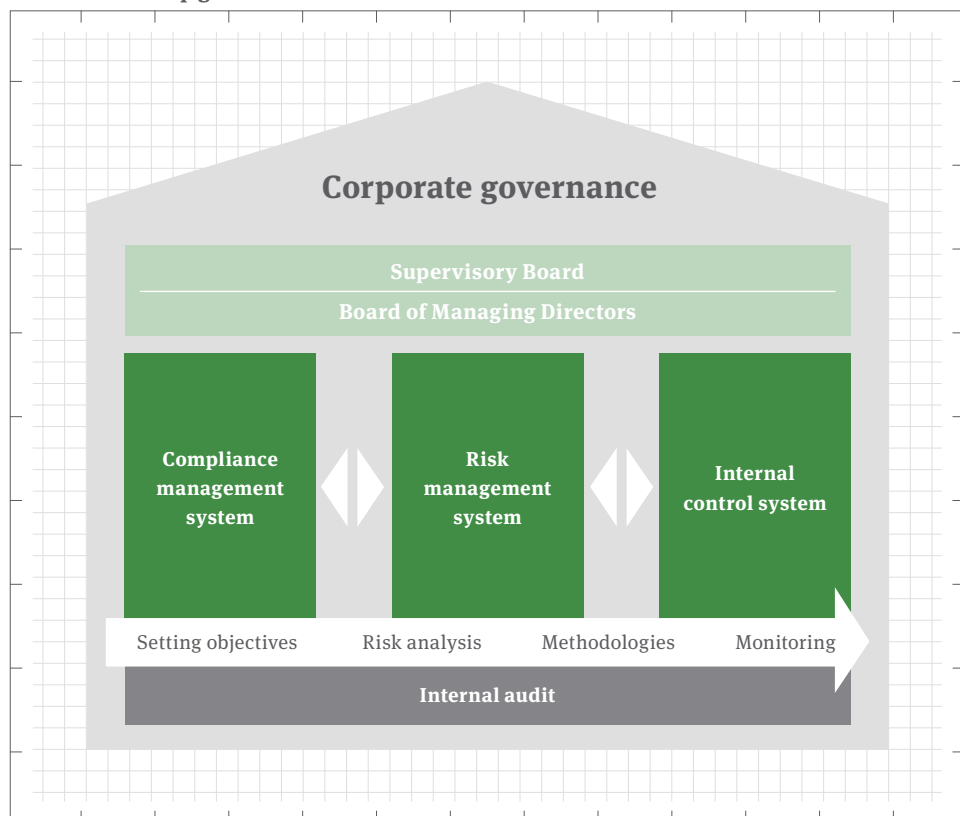 Corporate governance
Supervisory Board
Board of Managing Directors
Compliance
management
system
Risk
management
system
Internal
control system
Setting objectives Risk analysis Methodologies Monitoring
Internal audit